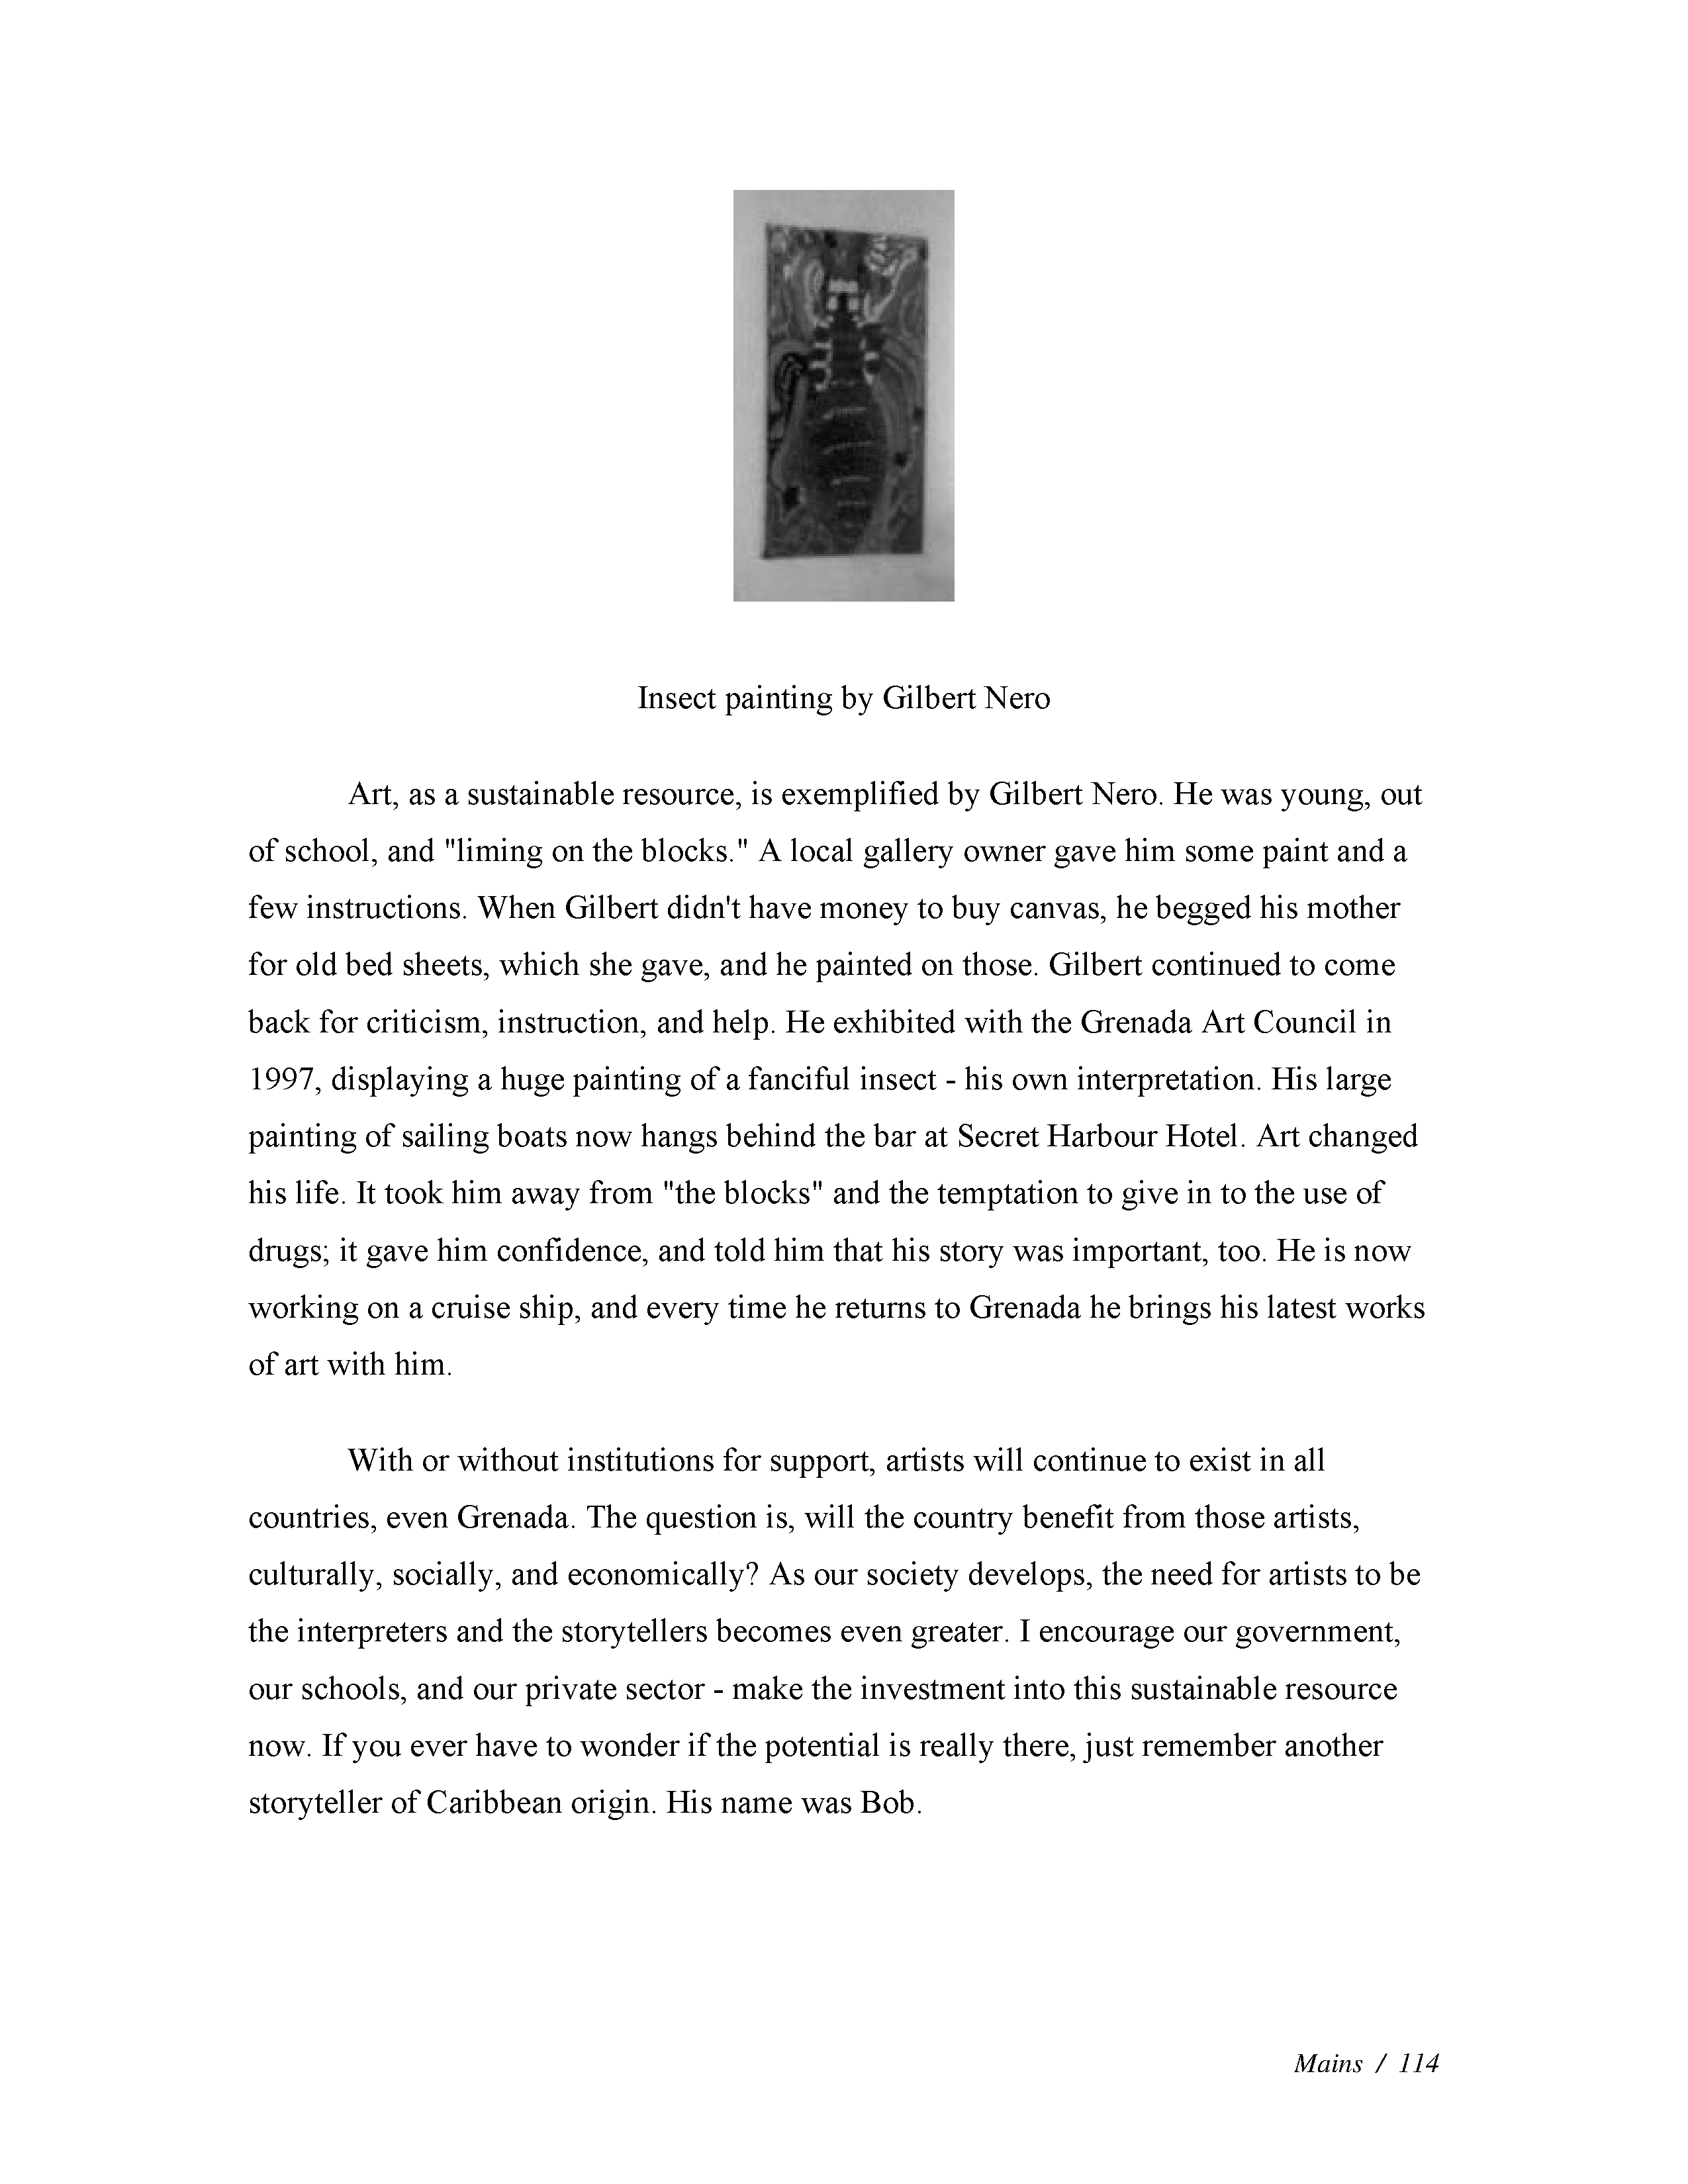 Insect painting by Gilbert Nero
Art, as a sustainable resource, is exemplified by Gilbert Nero. He was young, out
of school, and "liming on the blocks." A local gallery owner gave him some paint and a
few instructions. When Gilbert didn't have money to buy canvas, he begged his mother
for old bed sheets, which she gave, and he painted on those. Gilbert continued to come
back for criticism, instruction, and help. He exhibited with the Grenada Art Council in
1997, displaying a huge painting of a fanciful insect - his own interpretation. His large
painting of sailing boats now hangs behind the bar at Secret Harbour Hotel. Art changed
his life. It took him away from "the blocks" and the temptation to give in to the use of
drugs; it gave him confidence, and told him that his story was important, too. He is now
working on a cruise ship, and every time he returns to Grenada he brings his latest works
of art with him.
With or without institutions for support, artists will continue to exist in all
countries, even Grenada. The question is, will the country benefit from those artists,
culturally, socially, and economically? As our society develops, the need for artists to be
the interpreters and the storytellers becomes even greater. I encourage our government,
our schools, and our private sector - make the investment into this sustainable resource
now. If you ever have to wonder if the potential is really there, just remember another
storyteller of Caribbean origin. His name was Bob.
Mains / 114